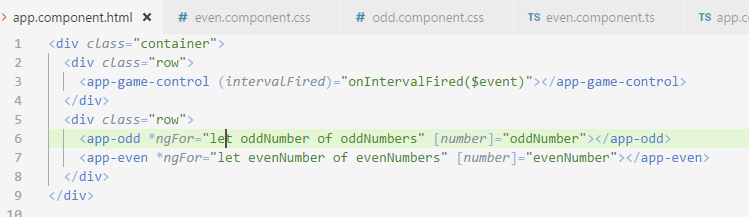 app.component.html × # even.component.css # odd.component.css TS even.component.ts TS app.c
1 <div class="container">
2 <div class="row">
3 <app-game-control (intervalFired)="onIntervalFired($event)"></app-game-control>
4 </div>
5 <div class="row">
6 <app-odd *ngFor="let oddNumber of oddNumbers" [number]="oddNumber"></app-odd>
7 <app-even *ngFor="let evenNumber of evenNumbers" [number]="evenNumber"></app-even>
8 </div>
9 </div>
10